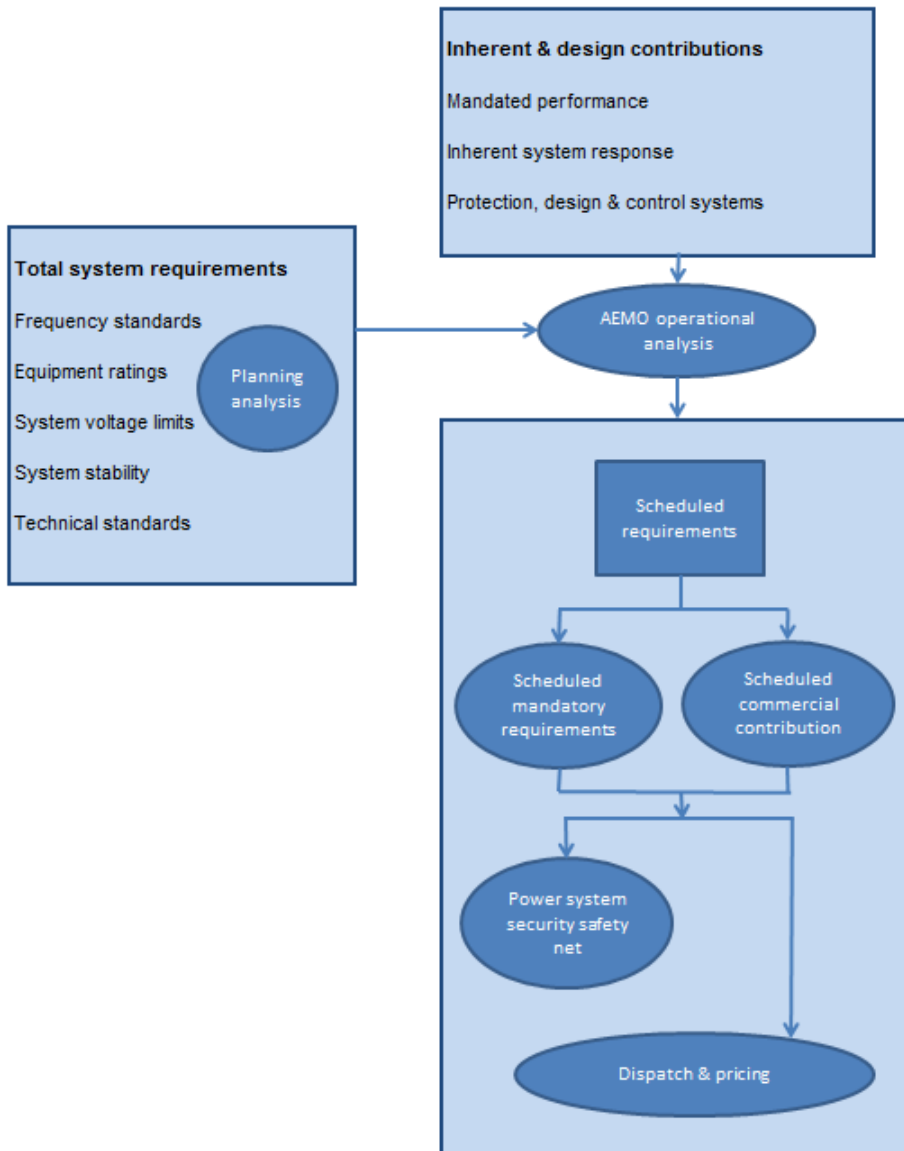 Inherent & design contributions
Mandated performance
Inherent system response
Protection, design & control systems
Total system requirements
Frequency standards
Equipment ratings
System voltage limits
System stability
Technical standards
Planning
analysis
AEMO operational
analysis
Scheduled
requirements
Scheduled
mandatory
requirements
Scheduled
commercial
contribution
Power system
security safety
net
Dispatch & pricing